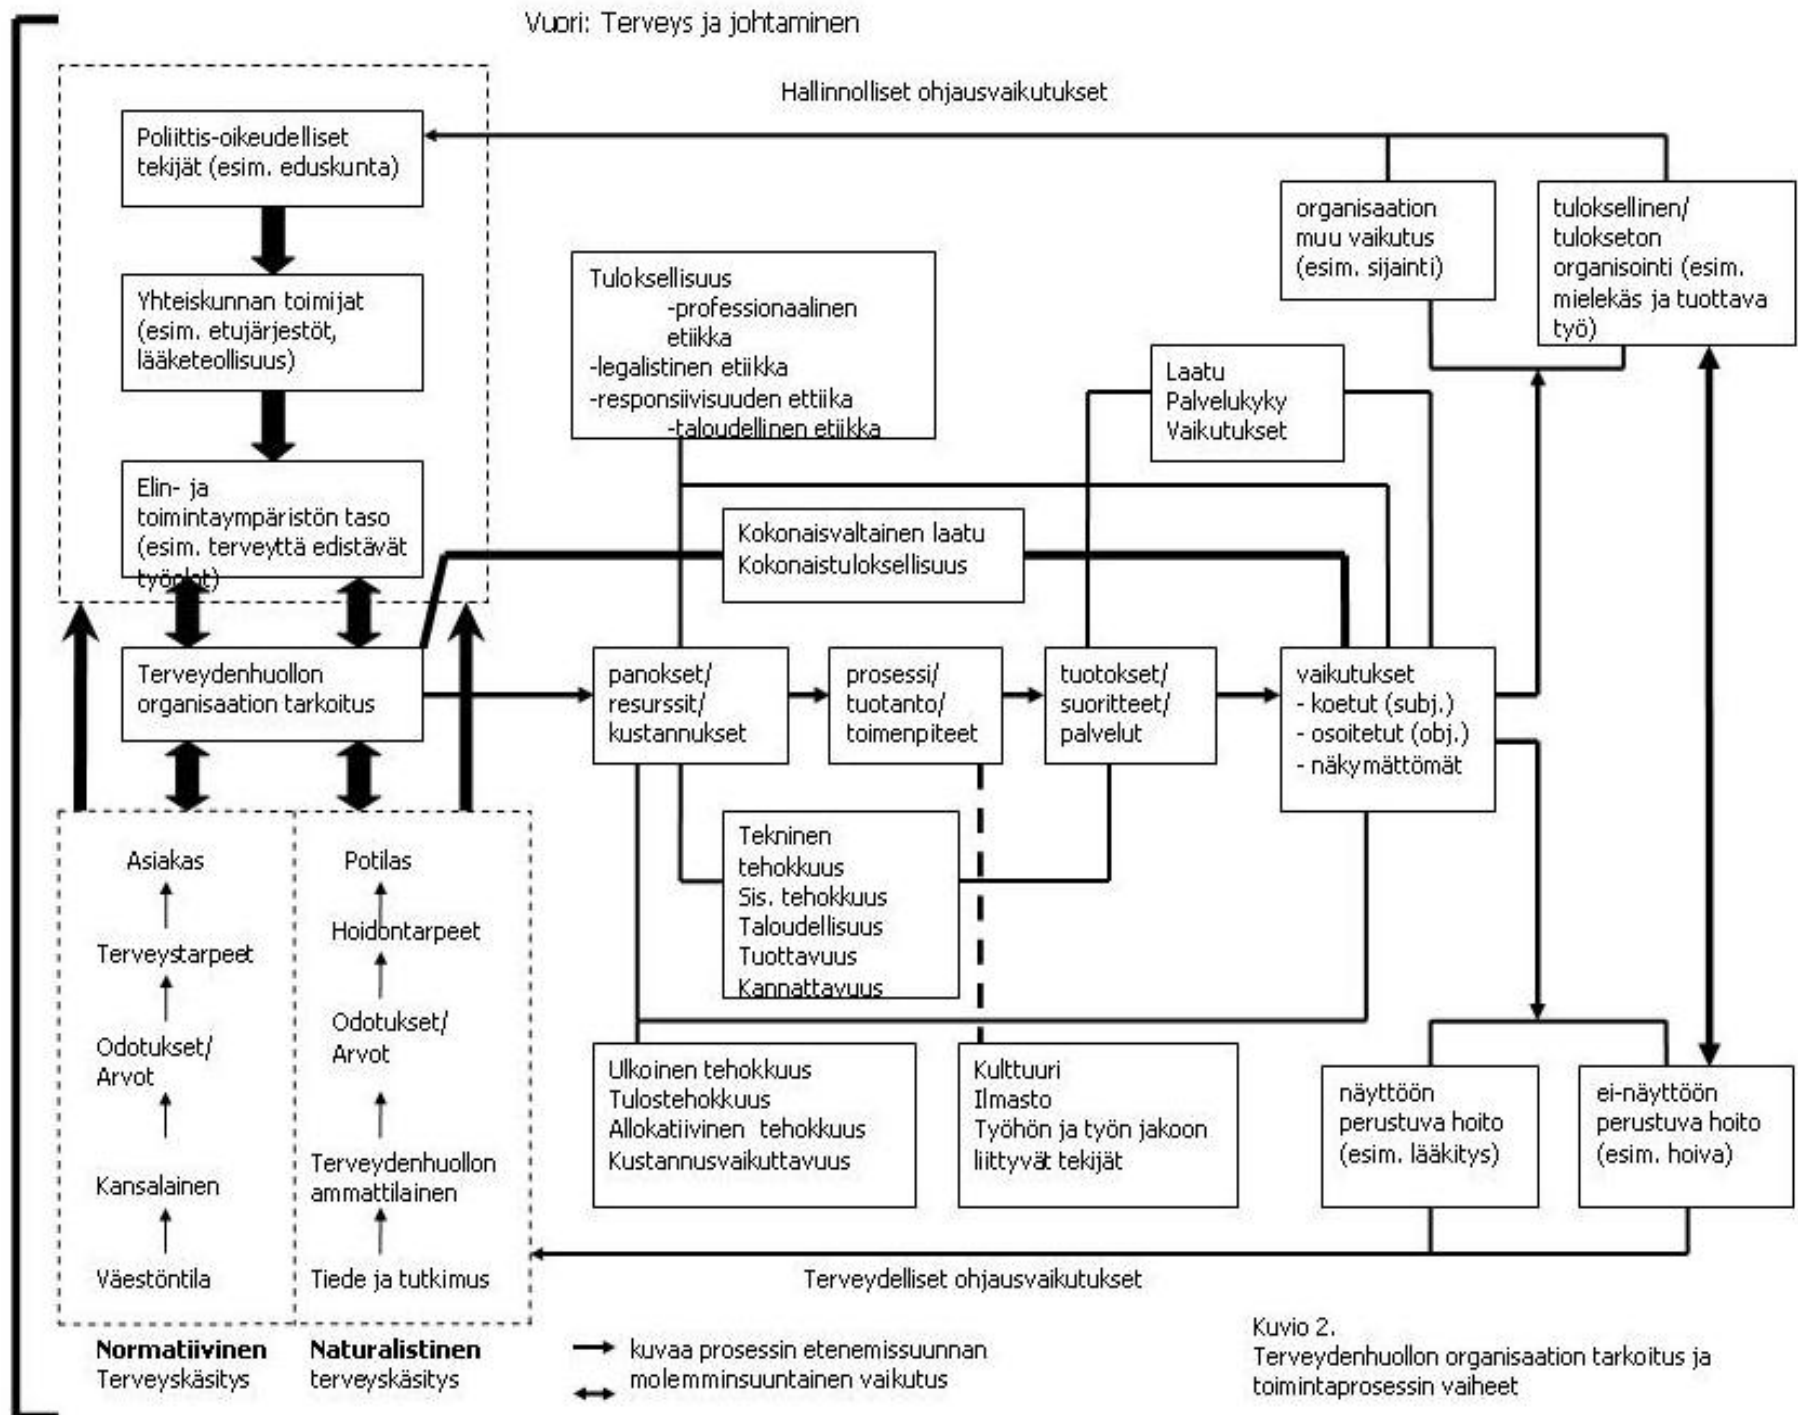 Vuori: Terveys ja johtaminen
Hallinnolliset ohjausvaikutukset
Poliittis-oikeudelliset
tekijät (esim. eduskunta)
Yhteiskunnan toimijat
(esim. etujärjestöt,
lääketeollisuus)
Elin- ja
toimintaympäristön taso
(esim. terveyttä edistävät
työolot)
organisaation
muu vaikutus
(esim. sijainti)
tuloksellinen/
tulokseton
organisointi (esim.
mielekäs ja tuottava
työ)
Tuloksellisuus
-professionaalinen
etiikka
-legalistinen etiikka
-responsiivisuuden ettiika
-taloudellinen etiikka
Laatu
Palvelukyky
Vaikutukset
Kokonaisvaltainen laatu
Kokonaistuloksellisuus
Terveydenhuollon
organisaation tarkoitus
panokset/
resurssit/
kustannukset
prosessi/
tuotanto/
toimenpiteet
tuotokset/
suoritteet/
palvelut
vaikutukset
- koetut (subj.)
- osoitetut (obj.)
- näkymättömät
Tekninen
tehokkuus
Sis. tehokkuus
Taloudellisuus
Tuottavuus
Kannattavuus
Asiakas
Terveystarpeet
Odotukset/
Arvot
Kansalainen
Väestöntila
Potilas
Hoidontarpeet
Odotukset/
Arvot
Terveydenhuollon
ammattilainen
Tiede ja tutkimus
Ulkoinen tehokkuus
Tulostehokkuus
Allokatiivinen tehokkuus
Kustannusvaikuttavuus
Kulttuuri
Ilmasto
Työhön ja työn jakoon
liittyvät tekijät
näyttöön
perustuva hoito
(esim. lääkitys)
ei-näyttöön
perustuva hoito
(esim. hoiva)
Terveydelliset ohjausvaikutukset
Normatiivinen
Terveyskäsitys
Naturalistinen
terveyskäsitys
kuvaa prosessin etenemissuunnan
molemminsuuntainen vaikutus
Kuvio 2.
Terveydenhuollon organisaation tarkoitus ja
toimintaprosessin vaiheet